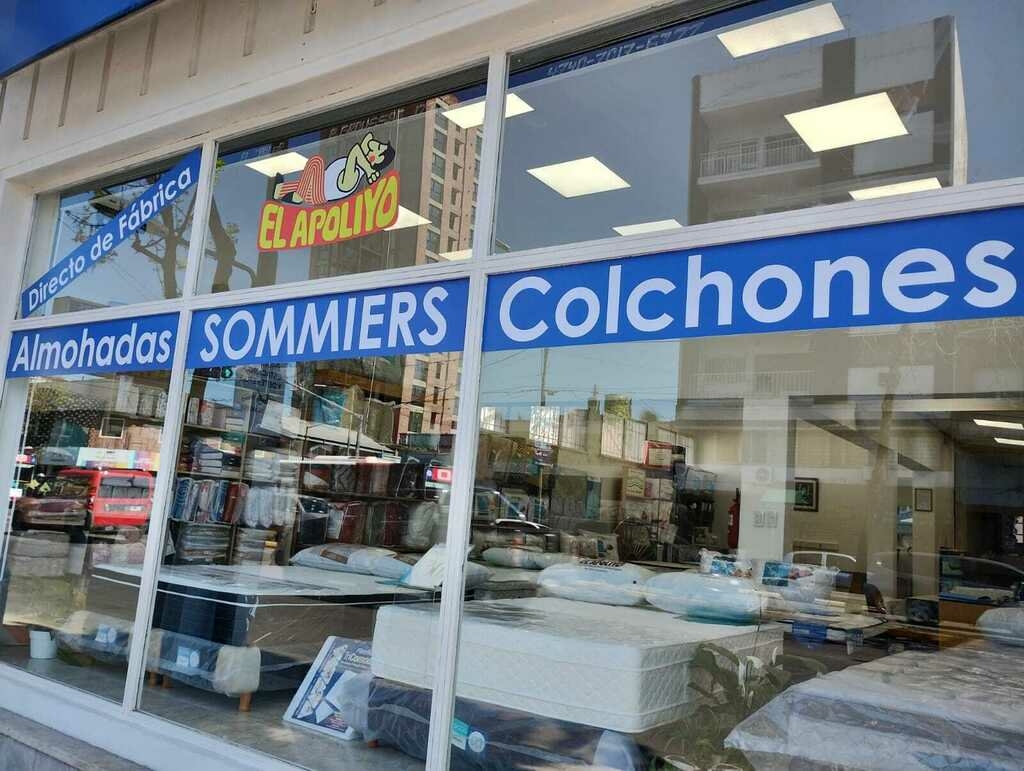 Directo de Fábrica
EL APOLIYO
Almohadas
SOMMIERS
Colchones